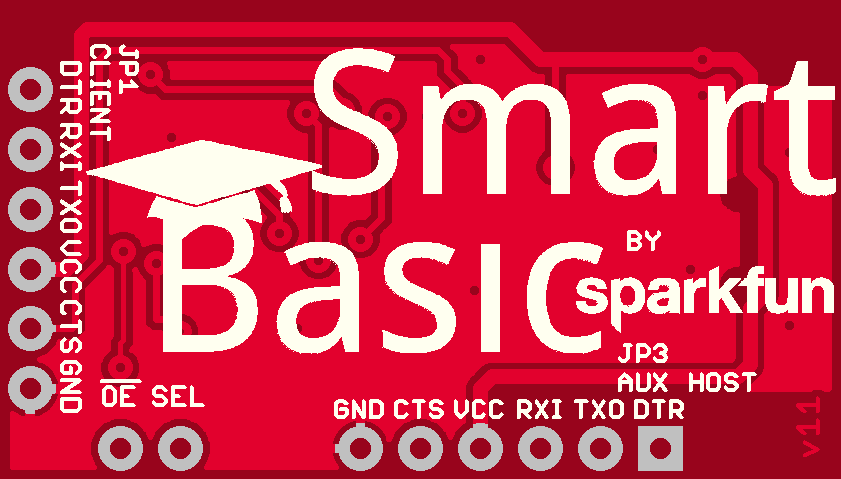 JP1
CLIENT
DTR RXI TXO VCC CTS GND
Smart
Basic
BY
sparkfun
JP3
AUX HOST
OE SEL
GND CTS VCC RXI TXO DTR
v11